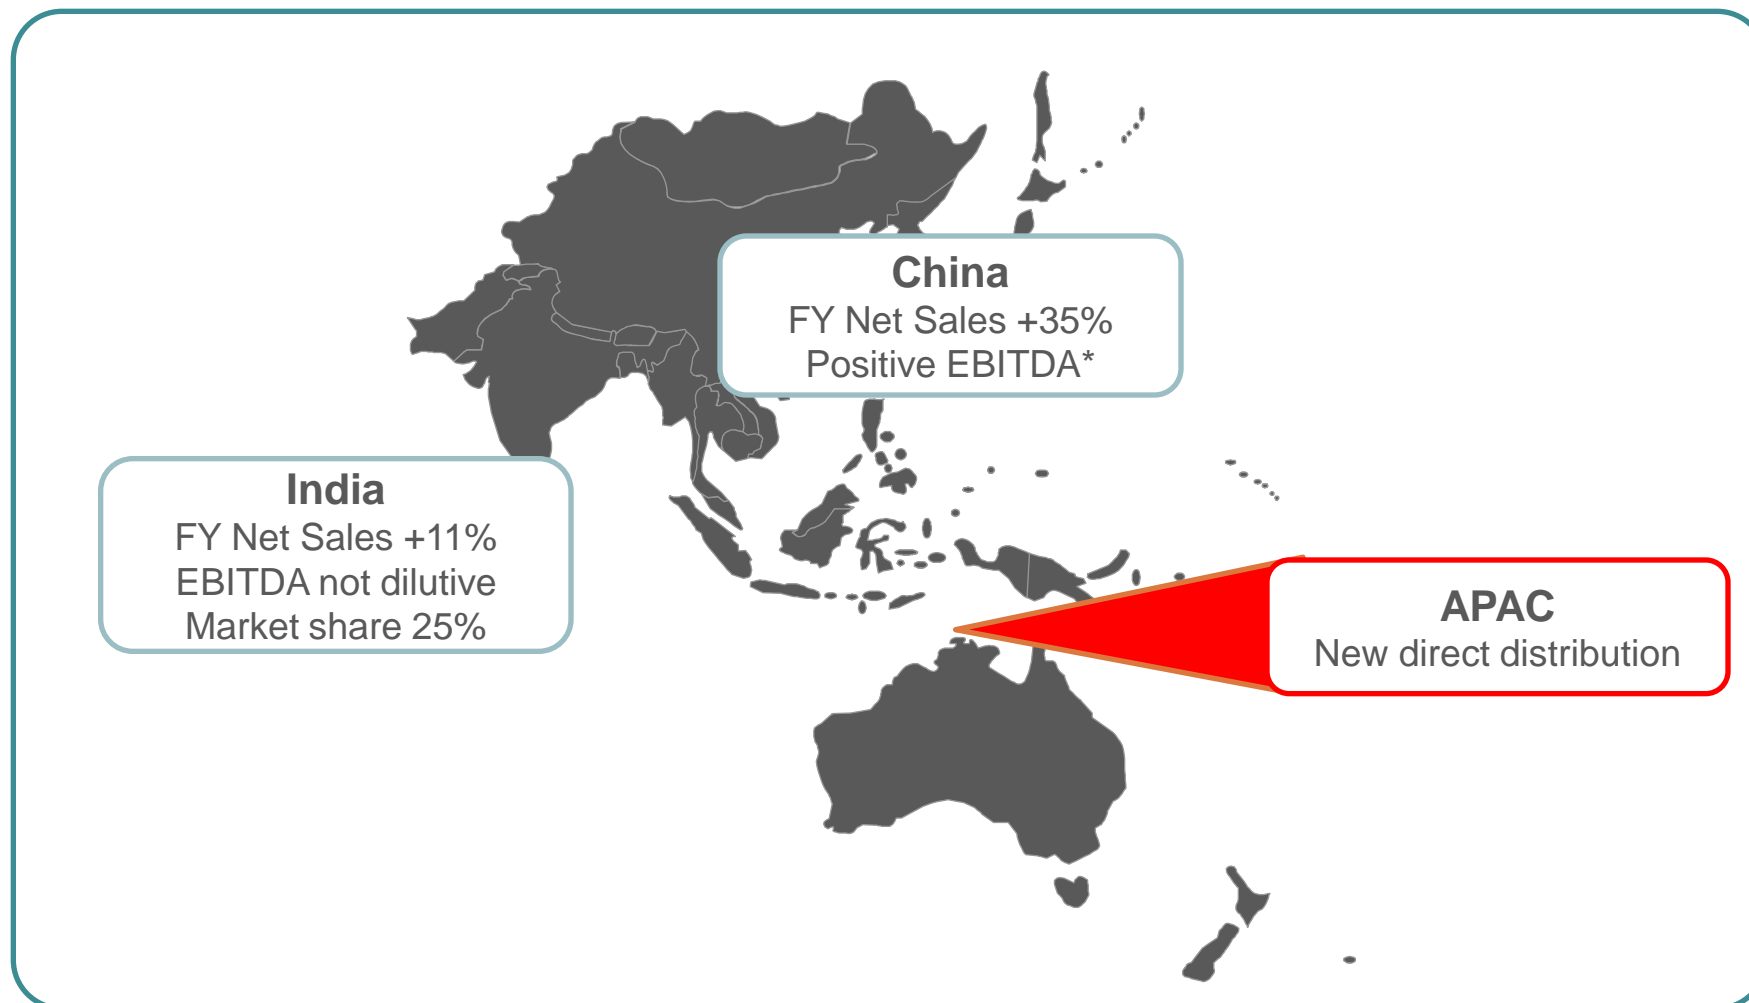 China
FY Net Sales +35%
Positive EBITDA*
India
FY Net Sales +11%
EBITDA not dilutive
Market share 25%
APAC
New direct distribution